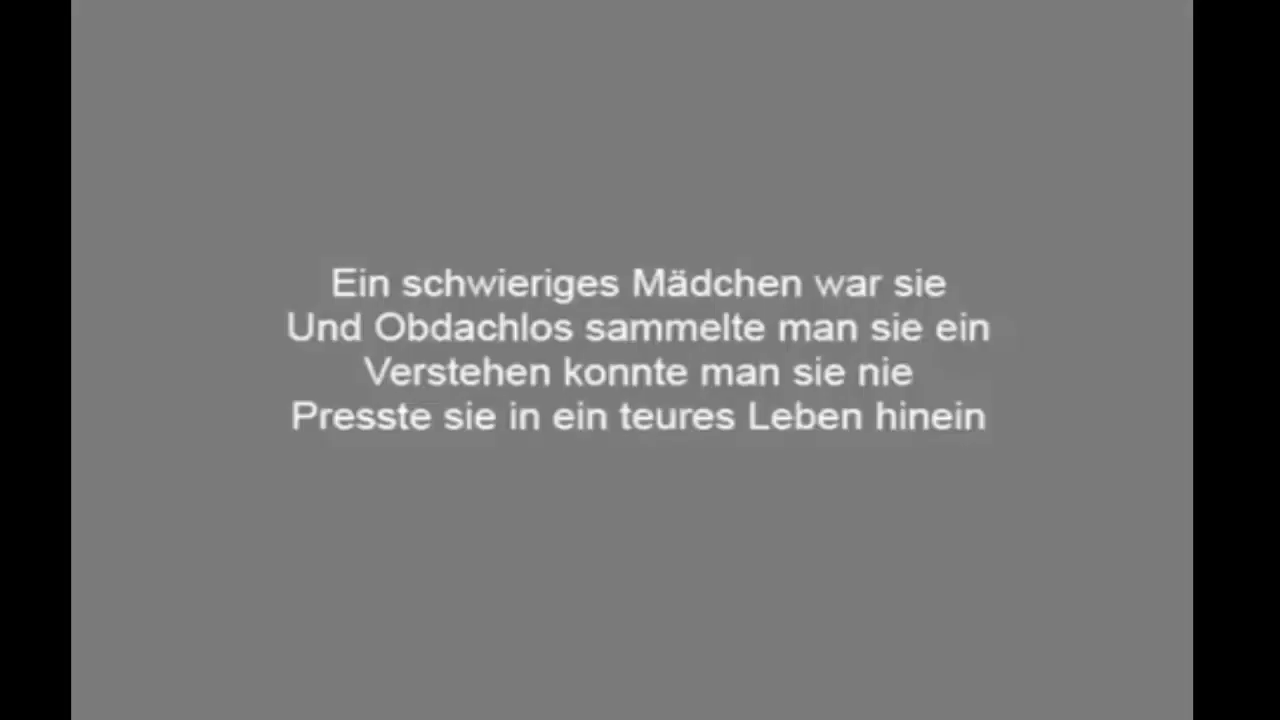 Ein schwieriges Mädchen war sie
Und Obdachlos sammelte man sie ein
Verstehen konnte man sie nie
Presste sie in ein teures Leben hinein